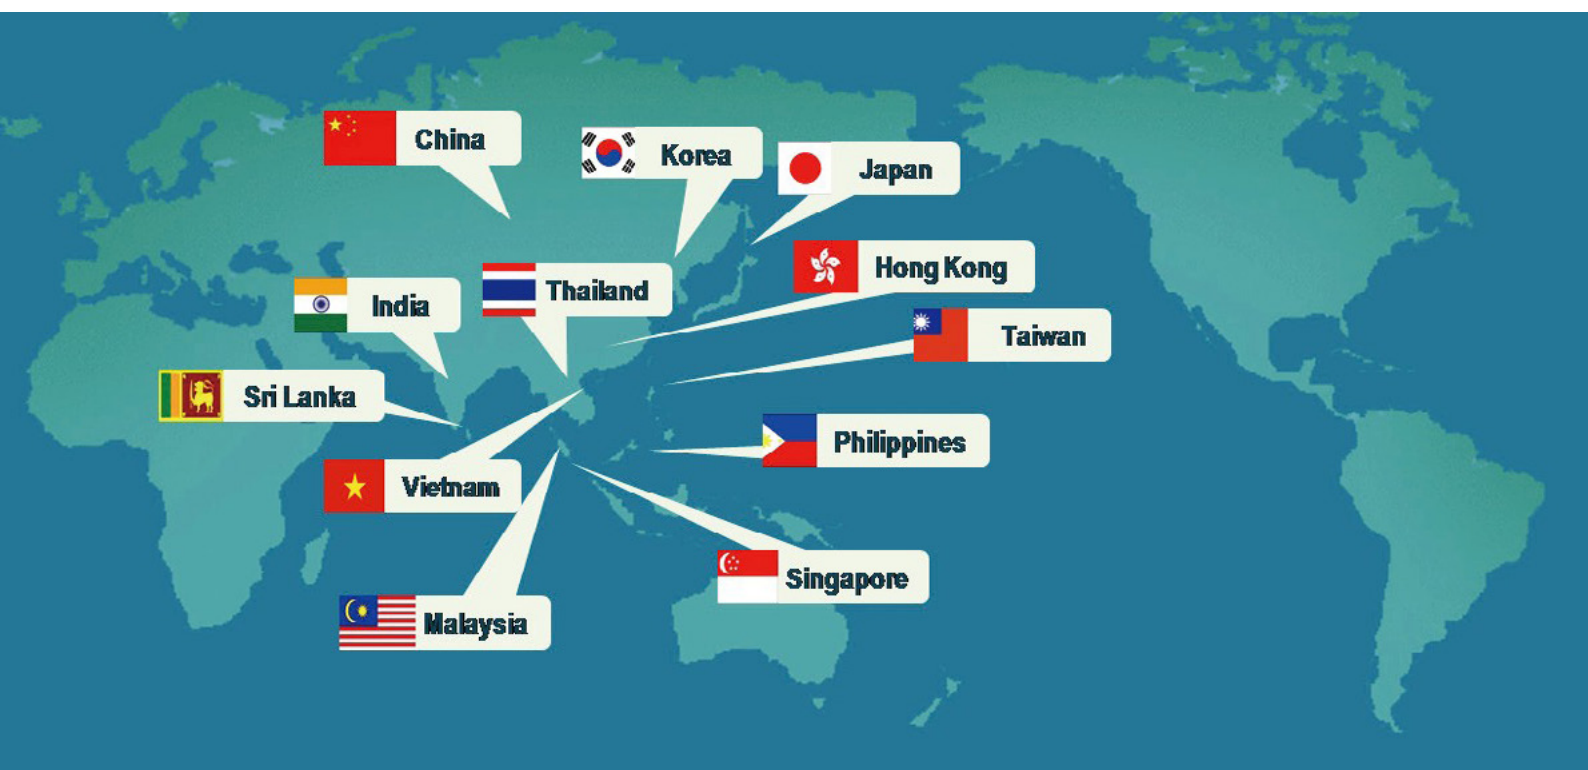 China
Korea
Japan
Hong Kong
Thailand
India
Taiwan
Sri Lanka
Philippines
Vietnam
Singapore
Malaysia